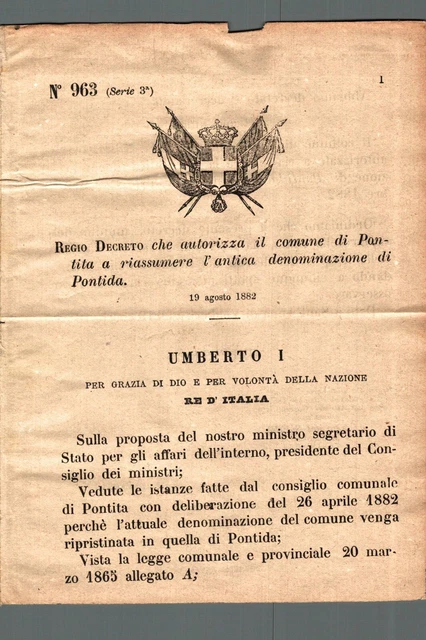 1
N° 963 (Serie 3ª)
REGIO DECRETO che autorizza il comune di Pon-
tita a riassumere l'antica denominazione di
Pontida.
19 agosto 1882
UMBERTO I
PER GRAZIA DI DIO E PER VOLONTÀ DELLA NAZIONE
RE D'ITALIA
Sulla proposta del nostro ministro segretario di
Stato per gli affari dell'interno, presidente del Con-
siglio dei ministri;
Vedute le istanze fatte dal consiglio comunale
di Pontita con deliberazione del 26 aprile 1882
perchè l'attuale denominazione del comune venga
ripristinata in quella di Pontida;
Vista la legge comunale e provinciale 20 mar-
zo 1865 allegato A;